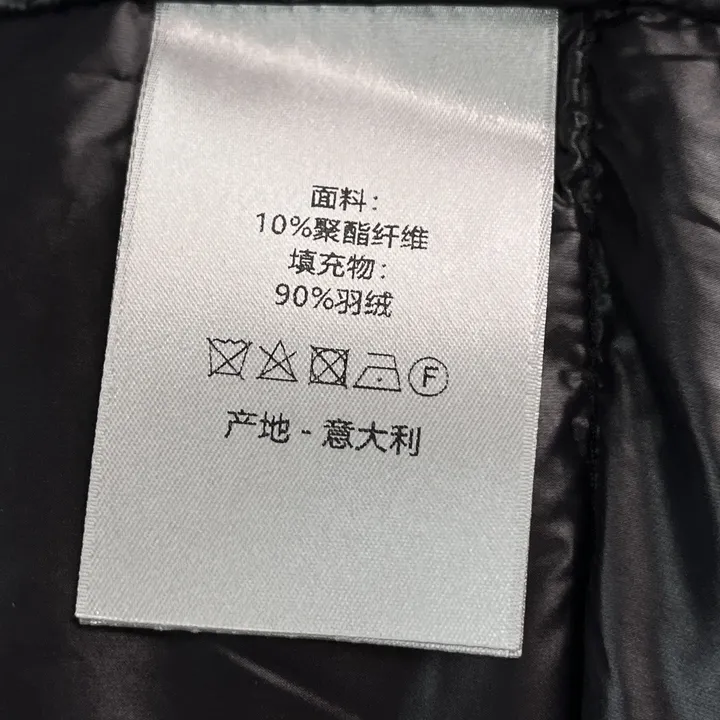 面料：
10%聚酯纤维
填充物：
90%羽绒
F
产地 - 意大利